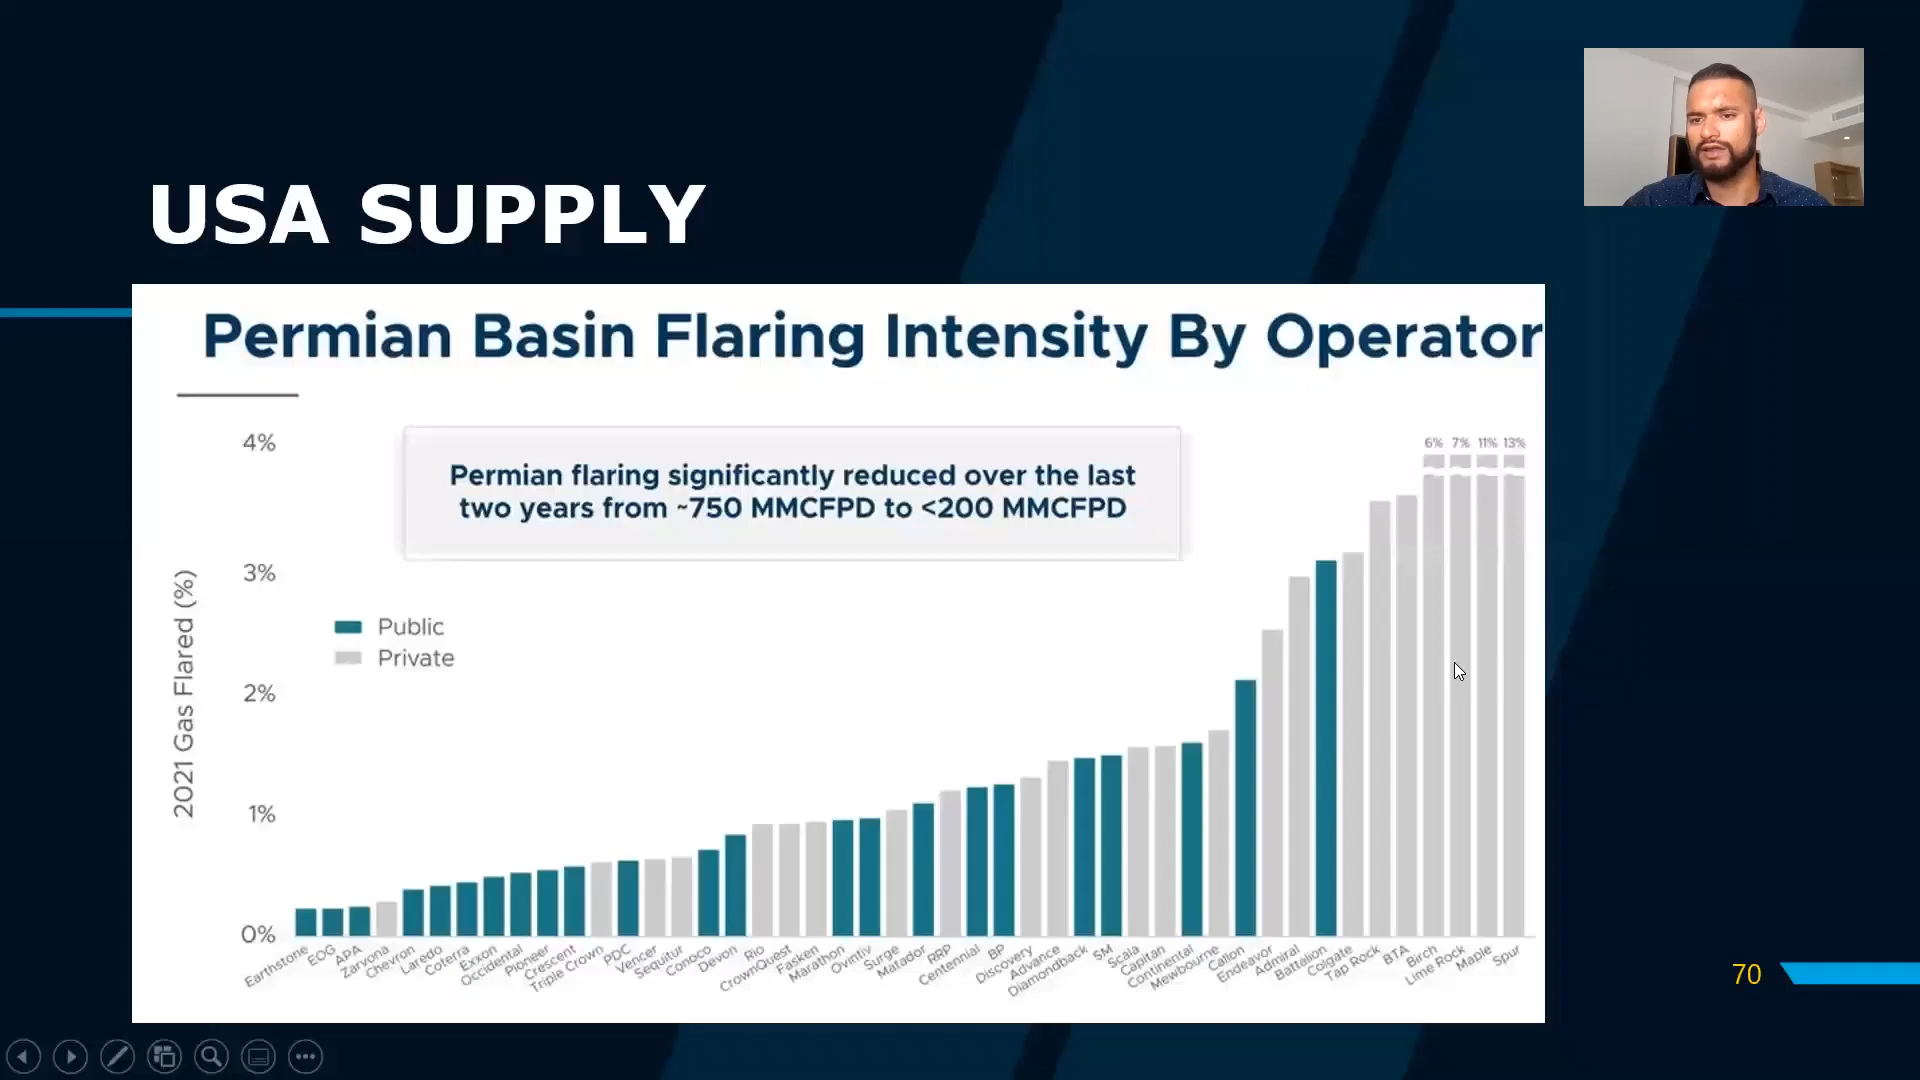 USA SUPPLY
Permian Basin Flaring Intensity By Operator
Permian flaring significantly reduced over the last
two years from ~750 MMCFPD to <200 MMCFPD
Public
Private
2021 Gas Flared (%)
4%
3%
2%
1%
0%
6% 7% 11% 13%
Earthstone
EOG
APA
Zarvona
Chevron
Laredo
Coterra
Exxon
Occidental
Pioneer
Crescent
Triple Crown
PDC
Vencer
Sequitur
Conoco
Devon
Rio
CrownQuest
Fasken
Marathon
Ovintiv
Surge
Matador
RRP
Centennial
BP
Discovery
Advance
Diamondback
SM
Scala
Capitan
Continental
Mewbourne
Callon
Endeavor
Admiral
Battalion
Colgate
Tap Rock
BTA
Birch
Lime Rock
Maple
Spur
70